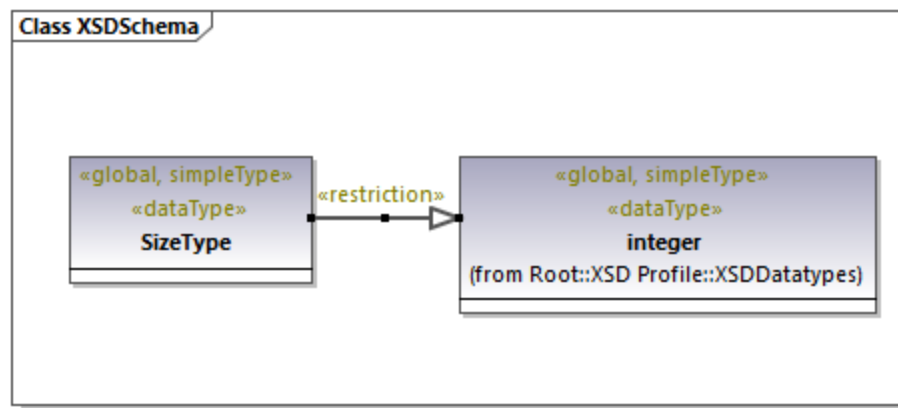 Class XSDSchema
«global, simpleType»
«dataType»
SizeType
«restriction»
«global, simpleType»
«dataType»
integer
(from Root::XSD Profile::XSDDatatypes)